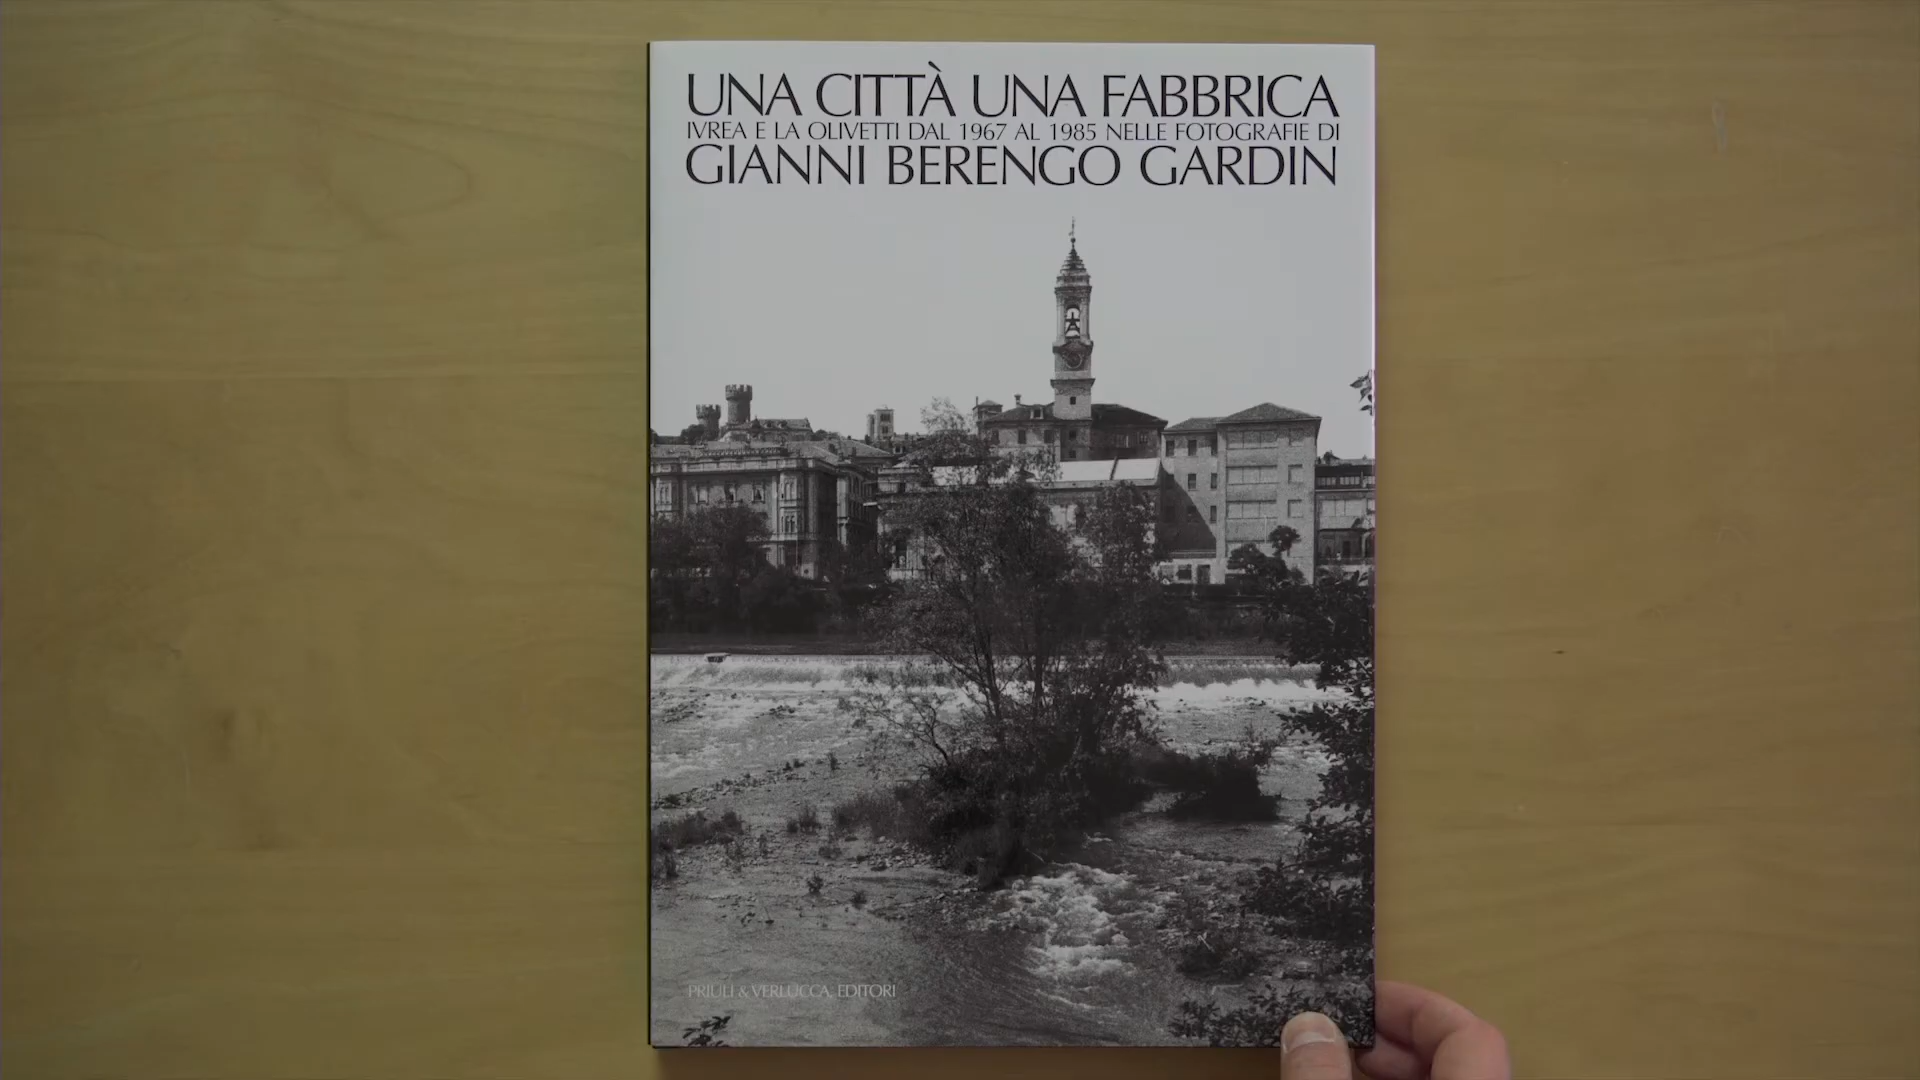 UNA CITTÀ UNA FABBRICA
IVREA E LA OLIVETTI DAL 1967 AL 1985 NELLE FOTOGRAFIE DI
GIANNI BERENGO GARDIN
PRIULI & VERLUCCA, EDITORI